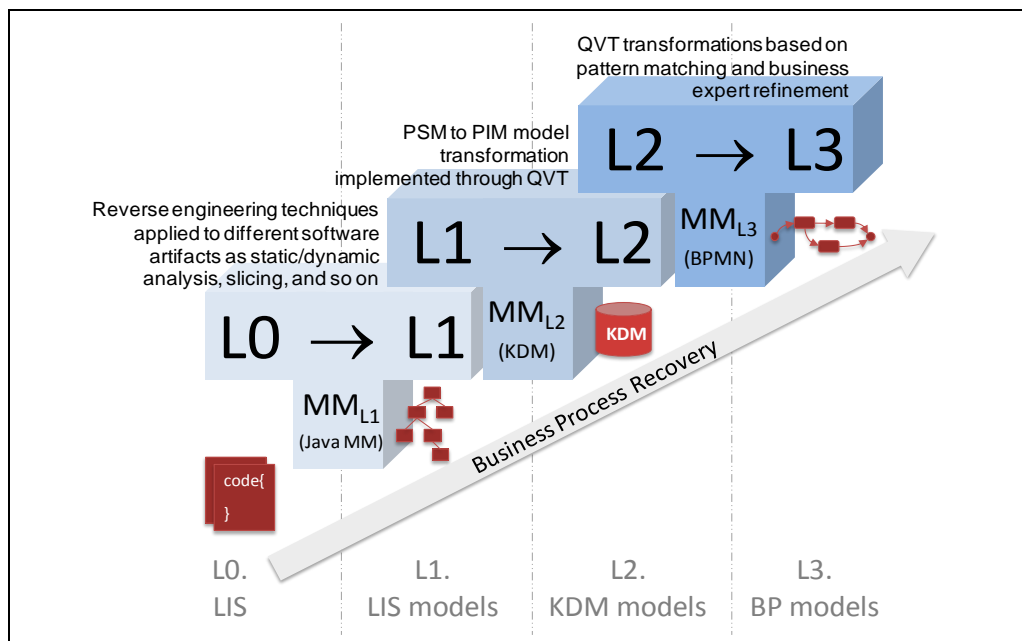 QVT transformations based on
pattern matching and business
expert refinement
L2 → L3
PSM to PIM model
transformation
implemented through QVT
MM_L3
(BPMN)
L1 → L2
Reverse engineering techniques
applied to different software
artifacts as static/dynamic
analysis, slicing, and so on
MM_L2
(KDM)
KDM
L0 → L1
MM_L1
(Java MM)
Business Process Recovery
code{
}
L0.
LIS
L1.
LIS models
L2.
KDM models
L3.
BP models